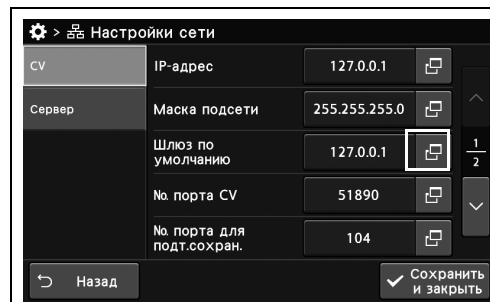 > Настройки сети
CV
IP-адрес
127.0.0.1
Сервер
Маска подсети
255.255.255.0
Шлюз по
умолчанию
127.0.0.1
1
2
No. порта CV
51890
No. порта для
подт.сохран.
104
Назад
Сохранить
и закрыть